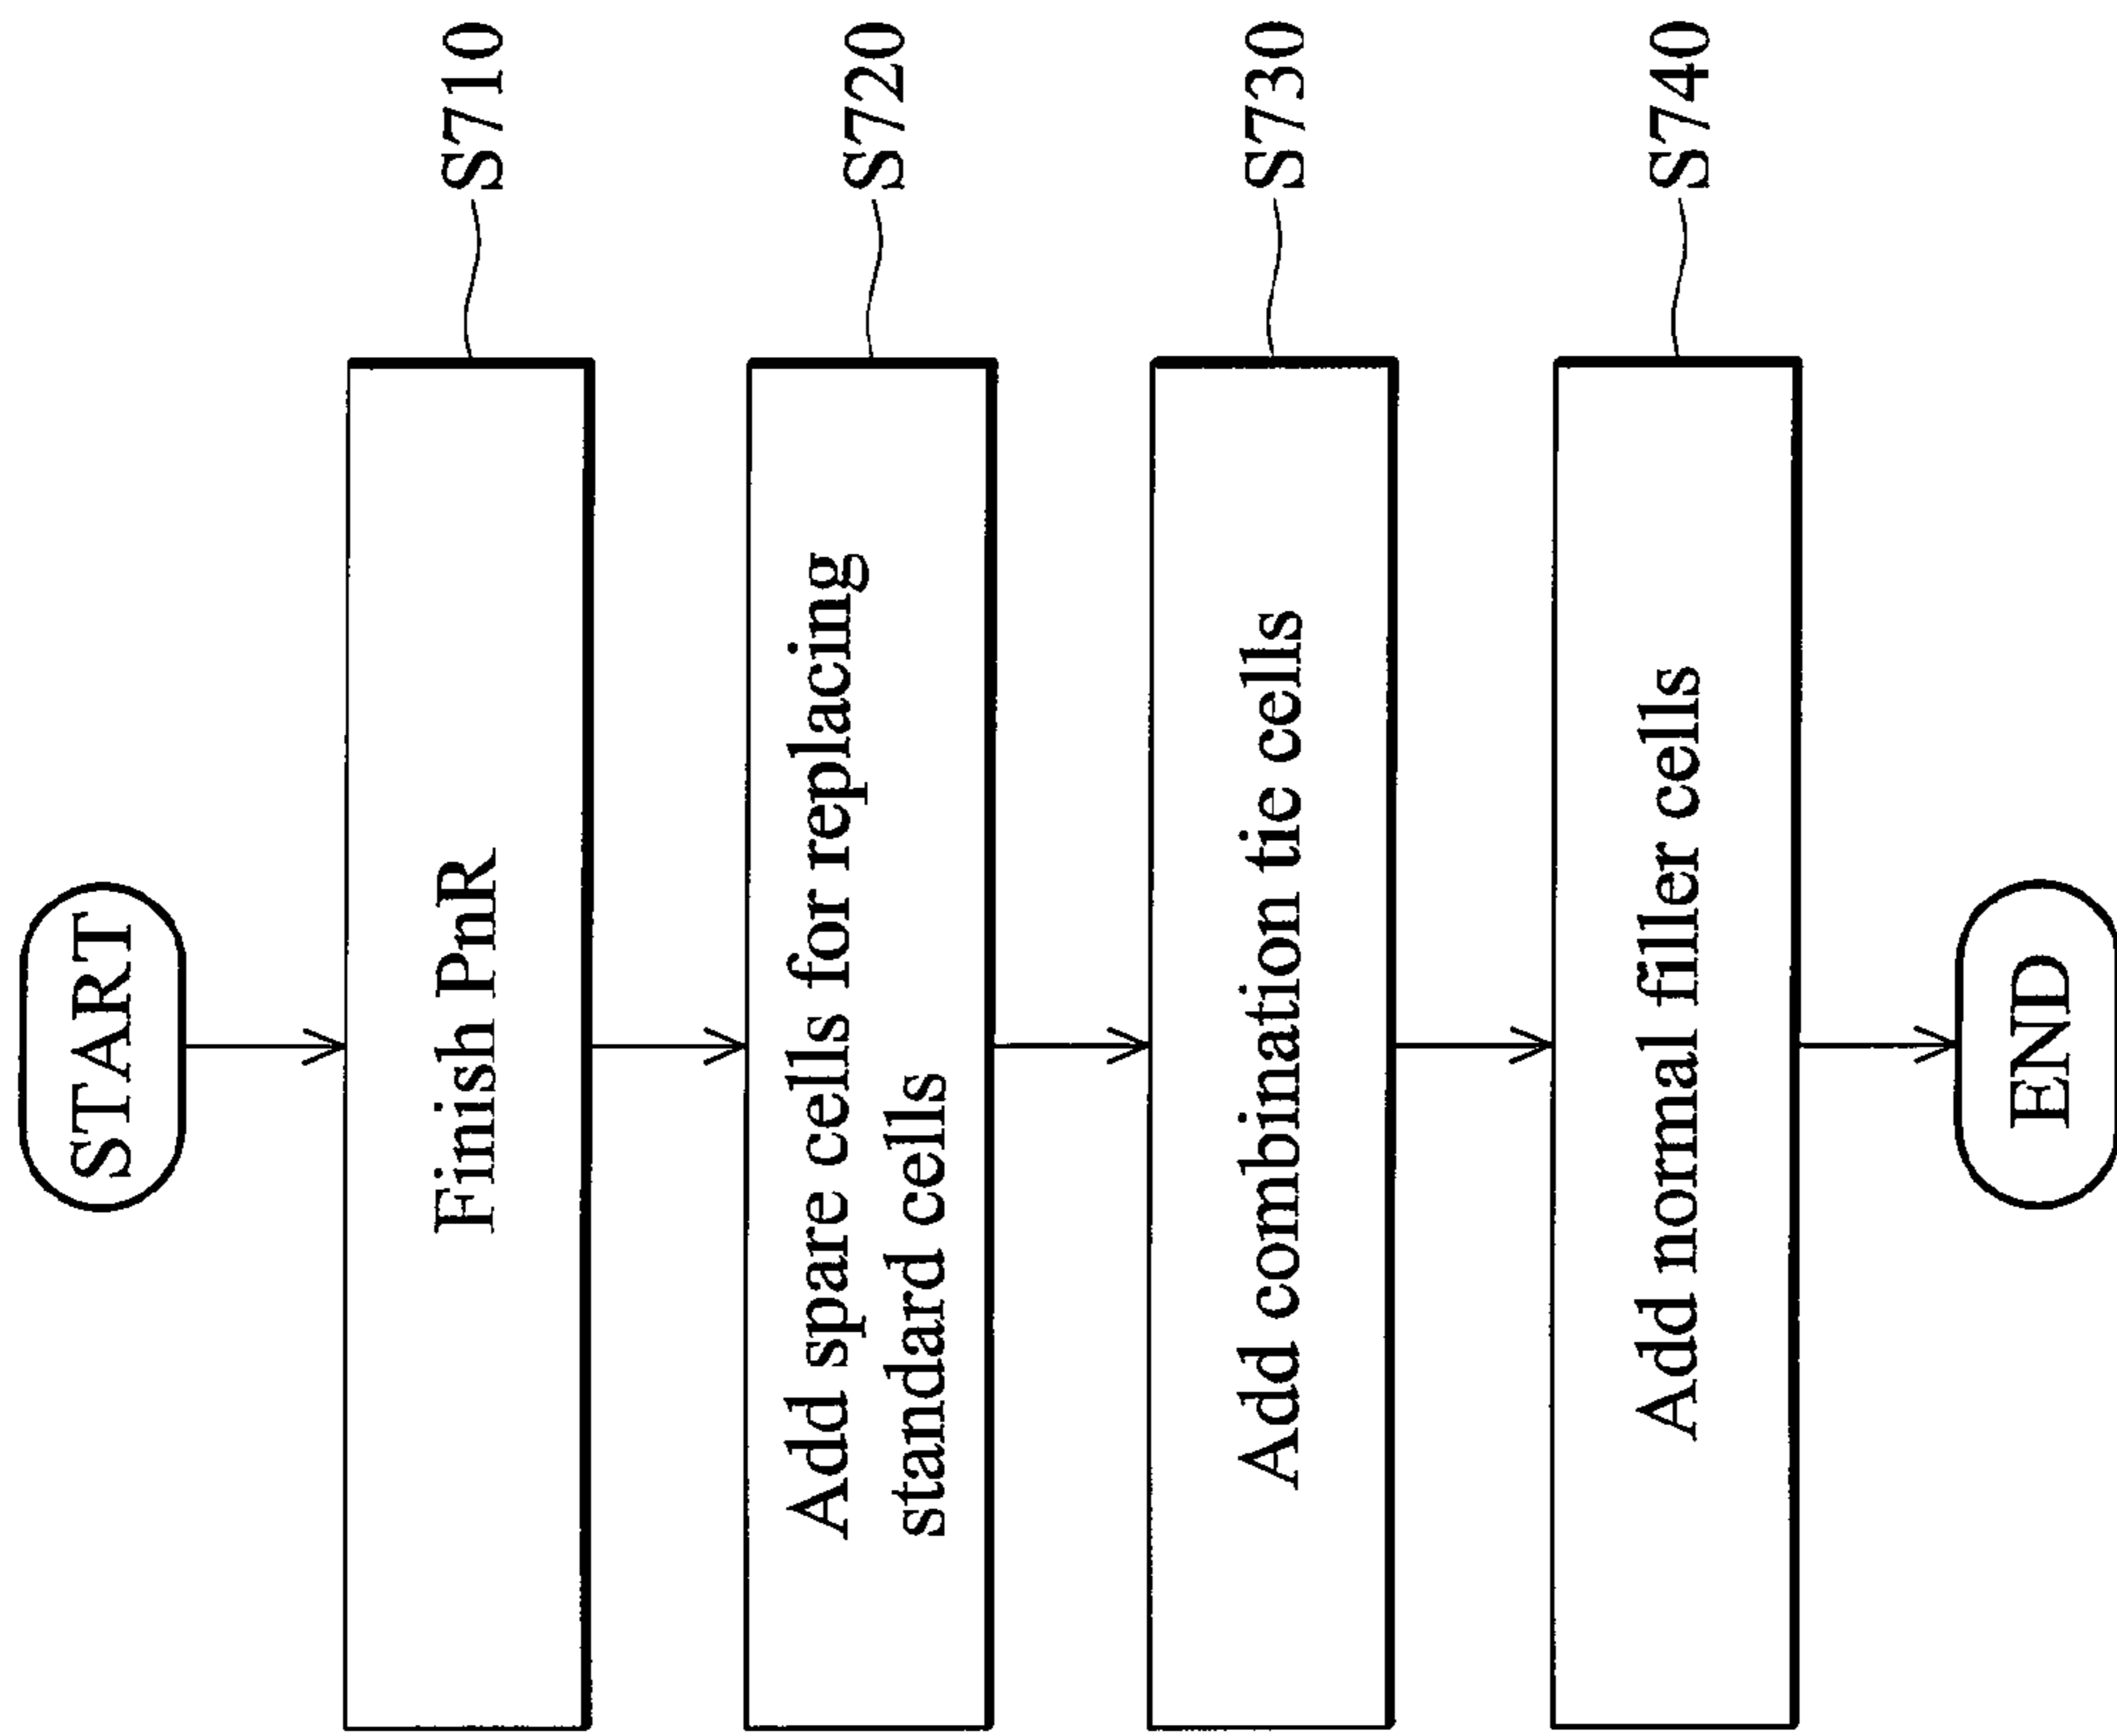 START
Finish PnR
S710
Add spare cells for replacing
standard cells
S720
Add combination tie cells
S730
Add normal filler cells
S740
END